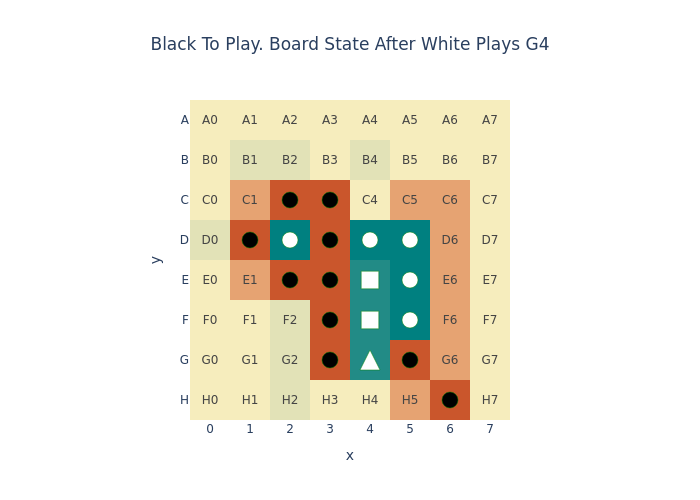 Black To Play. Board State After White Plays G4
A A0 A1 A2 A3 A4 A5 A6 A7
B B0 B1 B2 B3 B4 B5 B6 B7
C C0 C1 C4 C5 C6 C7
D D0 D6 D7
y
E E0 E1 E6 E7
F F0 F1 F2 F6 F7
G G0 G1 G2 G6 G7
H H0 H1 H2 H3 H4 H5 H7
0 1 2 3 4 5 6 7
x